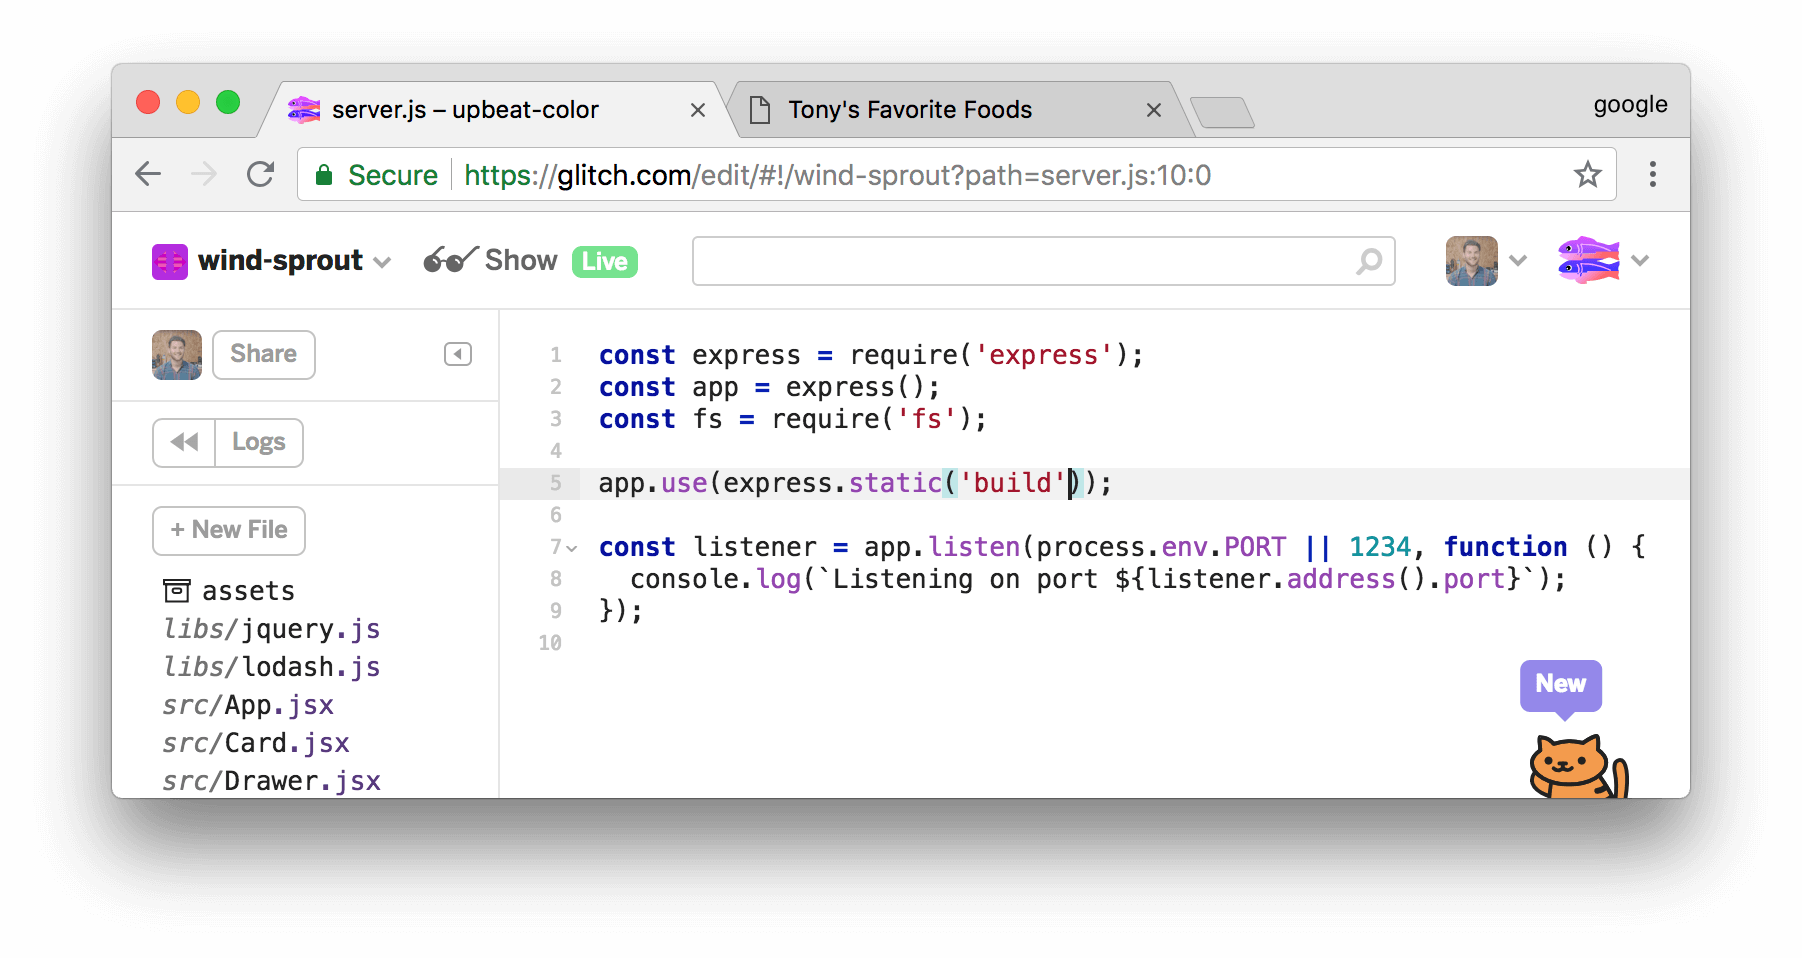 server.js – upbeat-color
Tony's Favorite Foods
google
Secure https://glitch.com/edit/#!/wind-sprout?path=server.js:10:0
wind-sprout Show Live
Share
Logs
+ New File
assets
libs/jquery.js
libs/lodash.js
src/App.jsx
src/Card.jsx
src/Drawer.jsx
1 const express = require('express');
2 const app = express();
3 const fs = require('fs');
4
5 app.use(express.static('build'));
6
7 const listener = app.listen(process.env.PORT || 1234, function () {
8   console.log(`Listening on port ${listener.address().port}`);
9 });
10
New